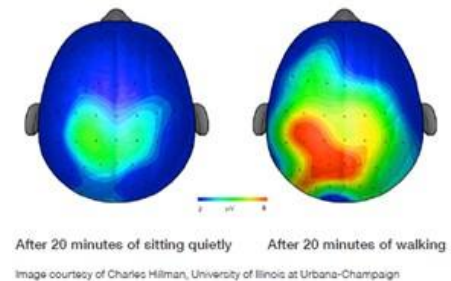 µV
After 20 minutes of sitting quietly
After 20 minutes of walking
Image courtesy of Charles Hillman, University of Illinois at Urbana-Champaign